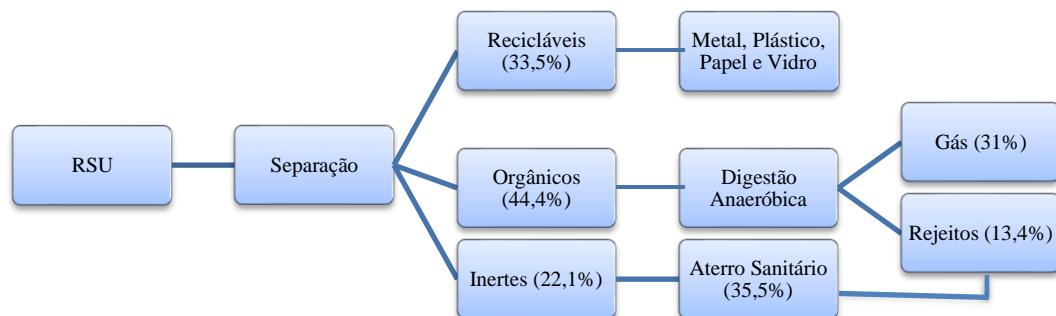 RSU
Separação
Recicláveis
(33,5%)
Metal, Plástico,
Papel e Vidro
Orgânicos
(44,4%)
Digestão
Anaeróbica
Gás (31%)
Rejeitos (13,4%)
Inertes (22,1%)
Aterro Sanitário
(35,5%)